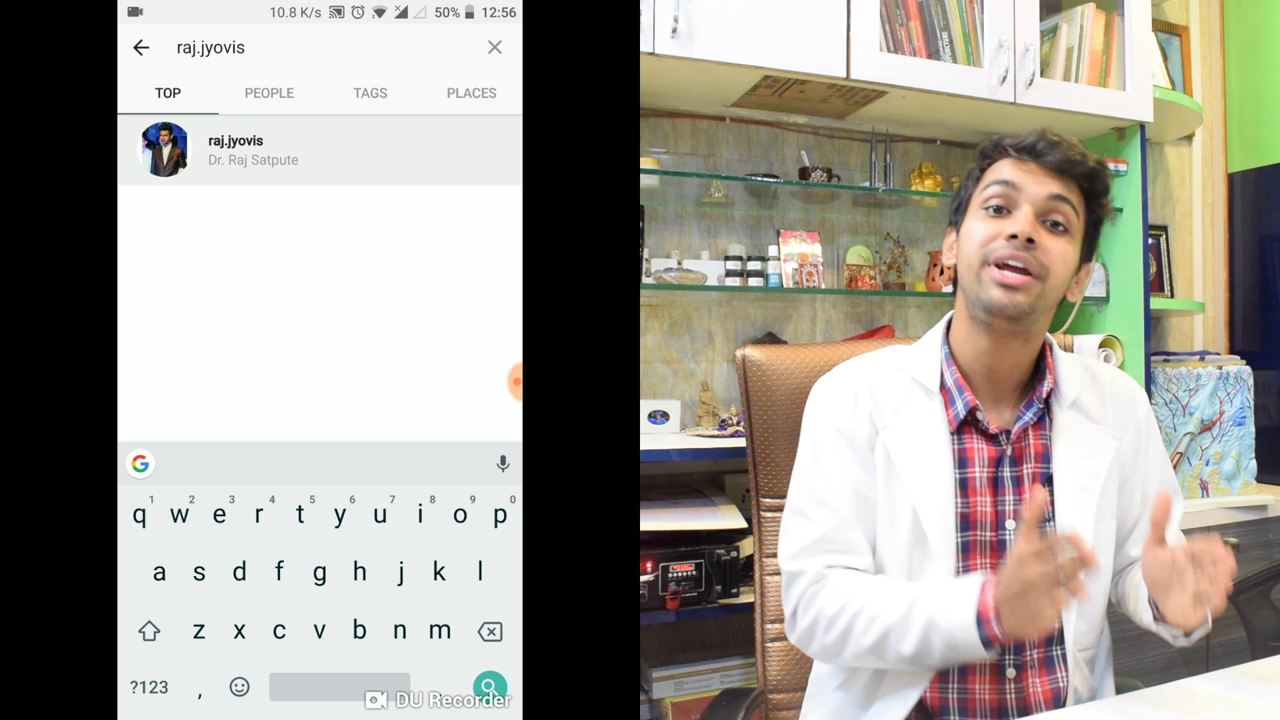 10.8 K/s 50% 12:56
raj.jyovis
TOP PEOPLE TAGS PLACES
raj.jyovis
Dr. Raj Satpute
1 2 3 4 5 6 7 8 9 0
q w e r t y u i o p
a s d f g h j k l
z x c v b n m
?123 , .
DU Recorder